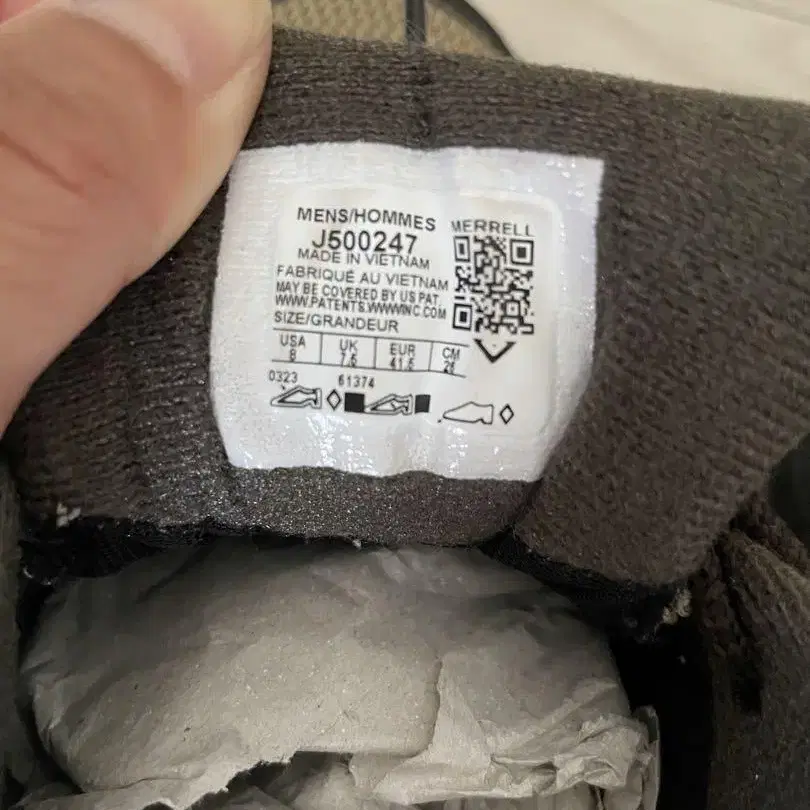 MENS/HOMMES
MERRELL
J500247
MADE IN VIETNAM
FABRIQUÉ AU VIETNAM
MAY BE COVERED BY US PAT.
WWW.PATENTS.WWWINC.COM
SIZE/GRANDEUR
USA UK EUR CM
8 7.5 41.5 26
0323 61374